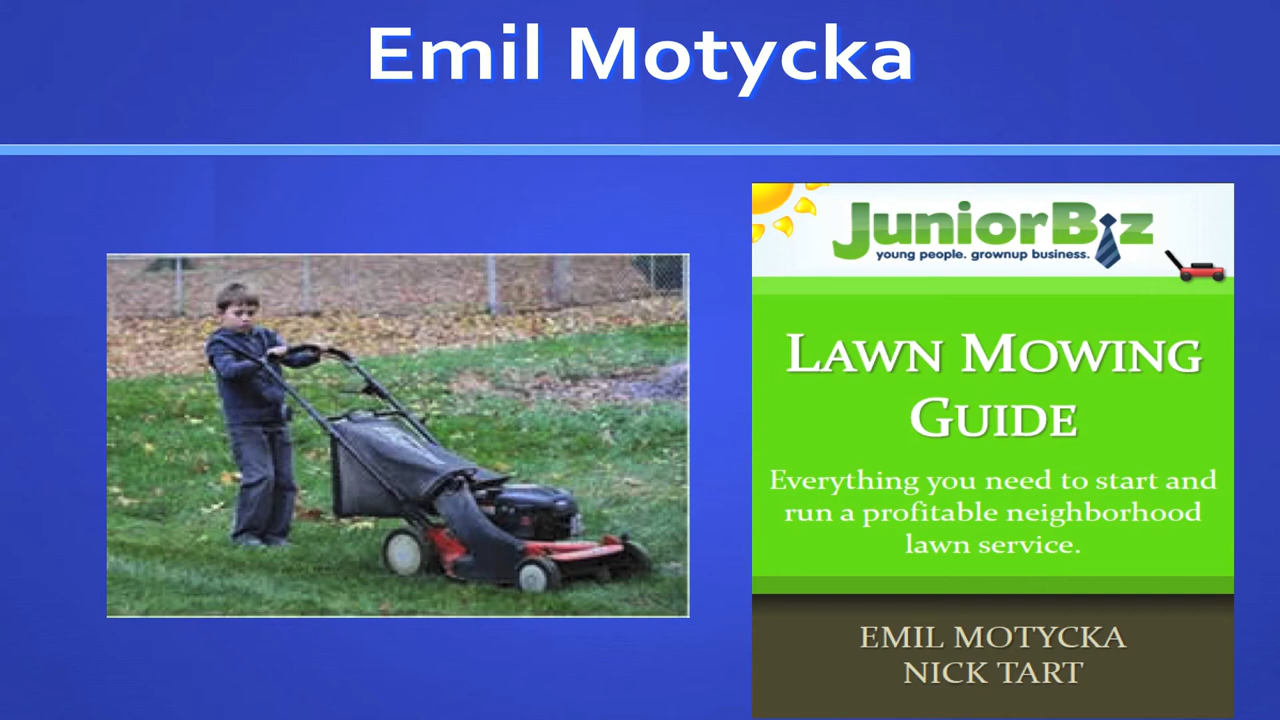 Emil Motycka
JuniorBiz
young people. grownup business.
LAWN MOWING
GUIDE
Everything you need to start and
run a profitable neighborhood
lawn service.
EMIL MOTYCKA
NICK TART